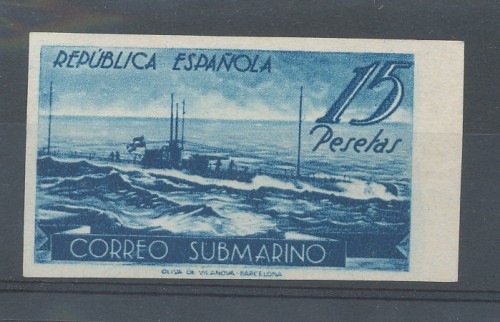 REPÚBLICA ESPAÑOLA
15
Pesetas
CORREO SUBMARINO
OLIVA DE VILANOVA-BARCELONA